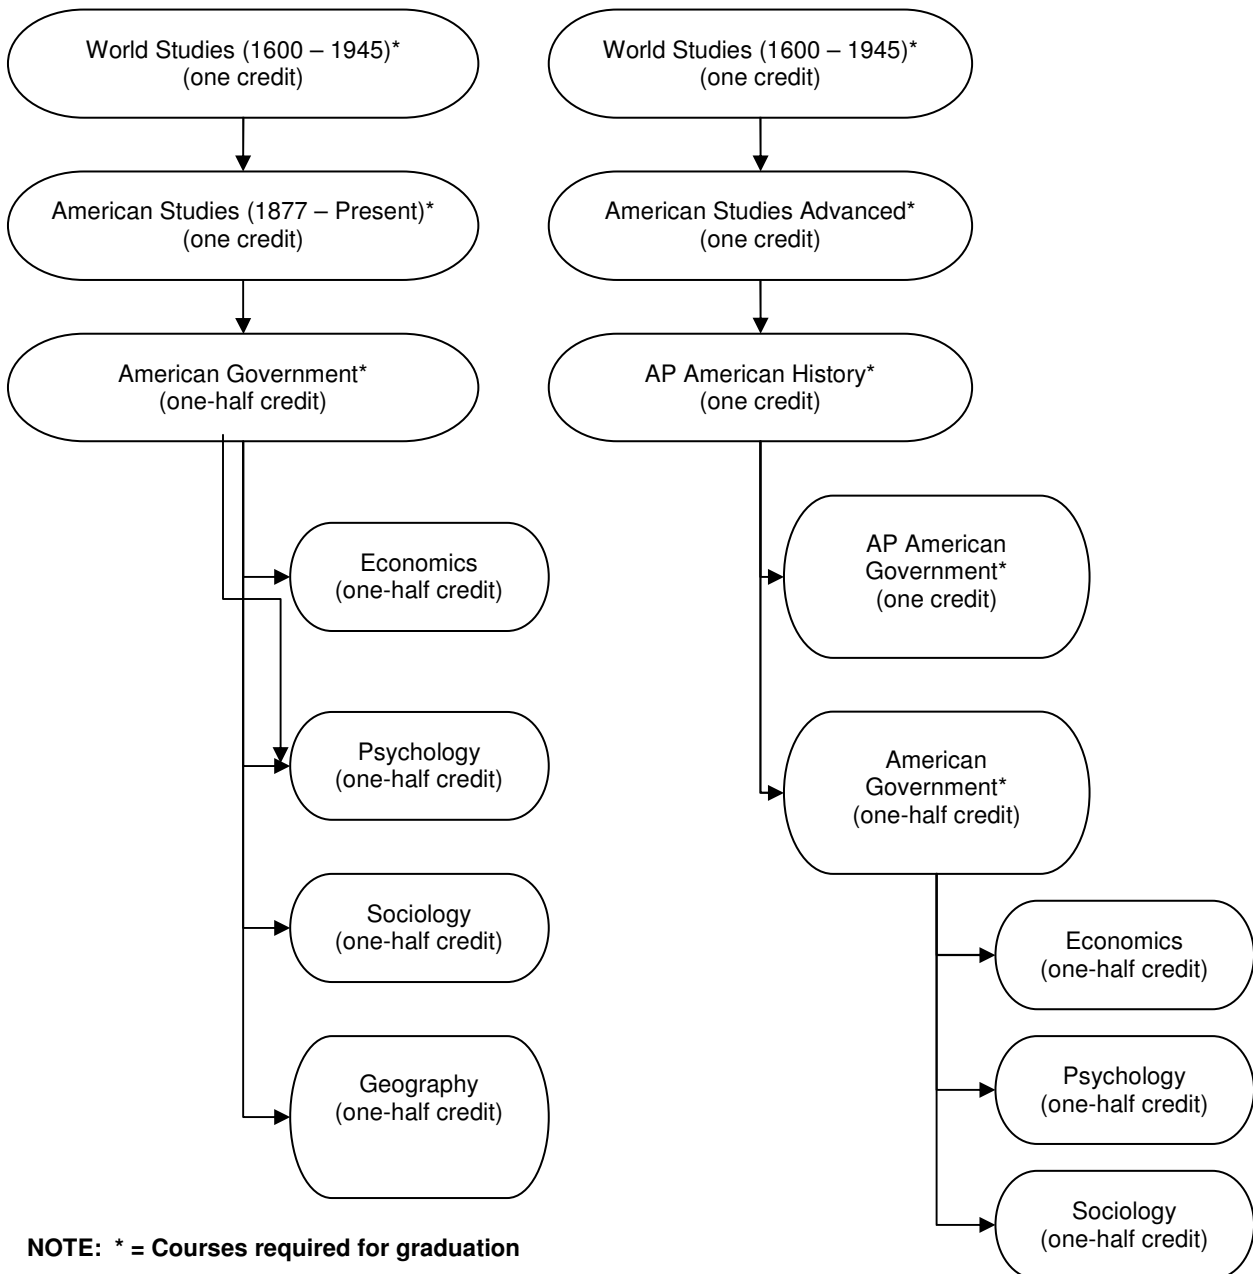 World Studies (1600 – 1945)*
(one credit)
American Studies (1877 – Present)*
(one credit)
American Government*
(one-half credit)
Economics
(one-half credit)
Psychology
(one-half credit)
Sociology
(one-half credit)
Geography
(one-half credit)
World Studies (1600 – 1945)*
(one credit)
American Studies Advanced*
(one credit)
AP American History*
(one credit)
AP American
Government*
(one credit)
American
Government*
(one-half credit)
Economics
(one-half credit)
Psychology
(one-half credit)
Sociology
(one-half credit)
NOTE: * = Courses required for graduation